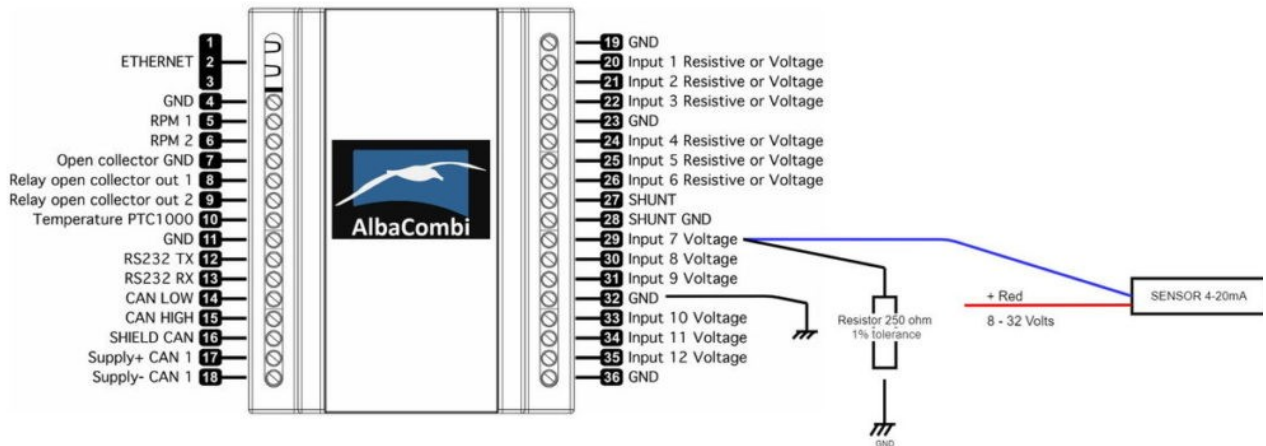 1
ETHERNET 2
3
GND 4
RPM 1 5
RPM 2 6
Open collector GND 7
Relay open collector out 1 8
Relay open collector out 2 9
Temperature PTC1000 10
GND 11
RS232 TX 12
RS232 RX 13
CAN LOW 14
CAN HIGH 15
SHIELD CAN 16
Supply+ CAN 1 17
Supply- CAN 1 18
AlbaCombi
19 GND
20 Input 1 Resistive or Voltage
21 Input 2 Resistive or Voltage
22 Input 3 Resistive or Voltage
23 GND
24 Input 4 Resistive or Voltage
25 Input 5 Resistive or Voltage
26 Input 6 Resistive or Voltage
27 SHUNT
28 SHUNT GND
29 Input 7 Voltage
30 Input 8 Voltage
31 Input 9 Voltage
32 GND
33 Input 10 Voltage
34 Input 11 Voltage
35 Input 12 Voltage
36 GND
Resistor 250 ohm
1% tolerance
GND
+ Red
8 - 32 Volts
SENSOR 4-20mA